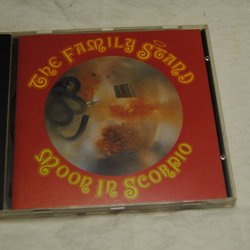 The Family Stand
Moon In Scorpio